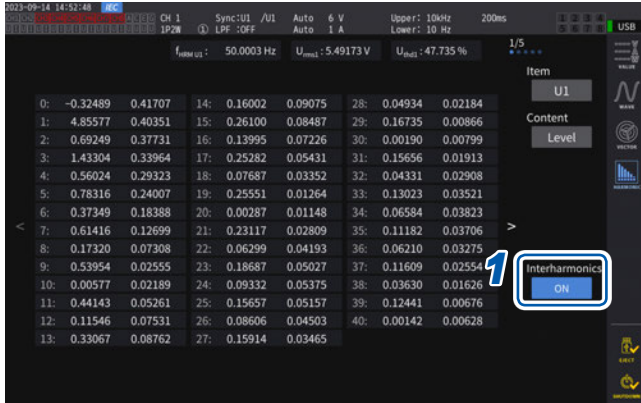 2023-09-14 14:52:48 IEC
CH 1 Sync:U1 /U1 Auto 6 V Upper: 10kHz 200ms
1P2W ① LPF :OFF Auto 1 A Lower: 10 Hz
USB
fHRM U1: 50.0003 Hz Urms1: 5.49173 V Uthd1: 47.735 % 1/5
VALUE
Item
U1
WAVE
Content
Level
VECTOR
HARMONIC
0: -0.32489 0.41707 14: 0.16002 0.09075 28: 0.04934 0.02184
1: 4.85577 0.40351 15: 0.26100 0.08487 29: 0.16735 0.00866
2: 0.69249 0.37731 16: 0.13995 0.07226 30: 0.00190 0.00799
3: 1.43304 0.33964 17: 0.25282 0.05431 31: 0.15656 0.01913
4: 0.56024 0.29323 18: 0.07687 0.03352 32: 0.04331 0.02908
5: 0.78316 0.24007 19: 0.25551 0.01264 33: 0.13023 0.03521
6: 0.37349 0.18388 20: 0.00287 0.01148 34: 0.06584 0.03823
< 7: 0.61416 0.12699 21: 0.23117 0.02809 35: 0.11182 0.03706 >
8: 0.17320 0.07308 22: 0.06299 0.04193 36: 0.06210 0.03275
9: 0.53954 0.02555 23: 0.18687 0.05027 37: 0.11609 0.02554
10: 0.00577 0.02189 24: 0.09332 0.05375 38: 0.03630 0.01626
11: 0.44143 0.05261 25: 0.15657 0.05157 39: 0.12441 0.00676
12: 0.11546 0.07531 26: 0.08606 0.04503 40: 0.00142 0.00628
13: 0.33067 0.08762 27: 0.15914 0.03465
1
Interharmonics
ON
EJECT
SHUTDOWN